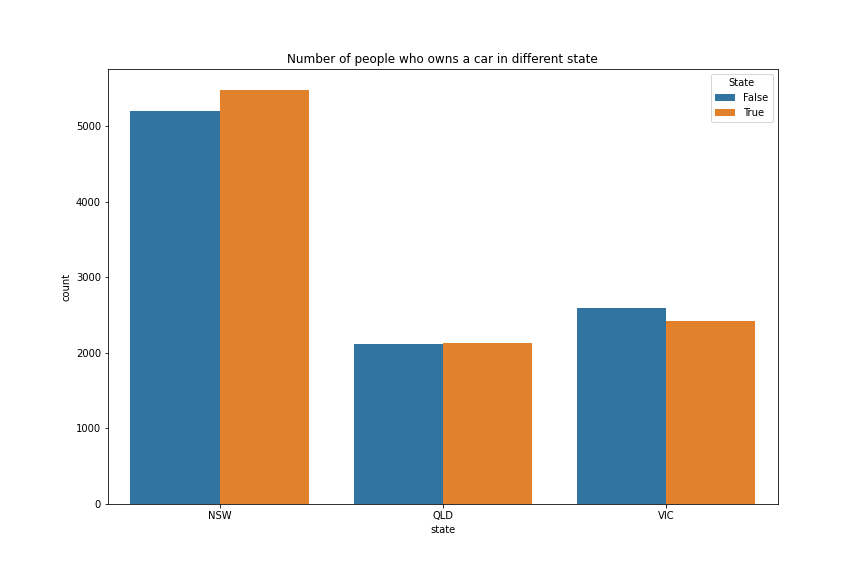 Number of people who owns a car in different state
State
False
True
5000
4000
3000
2000
1000
0
count
NSW QLD VIC
state